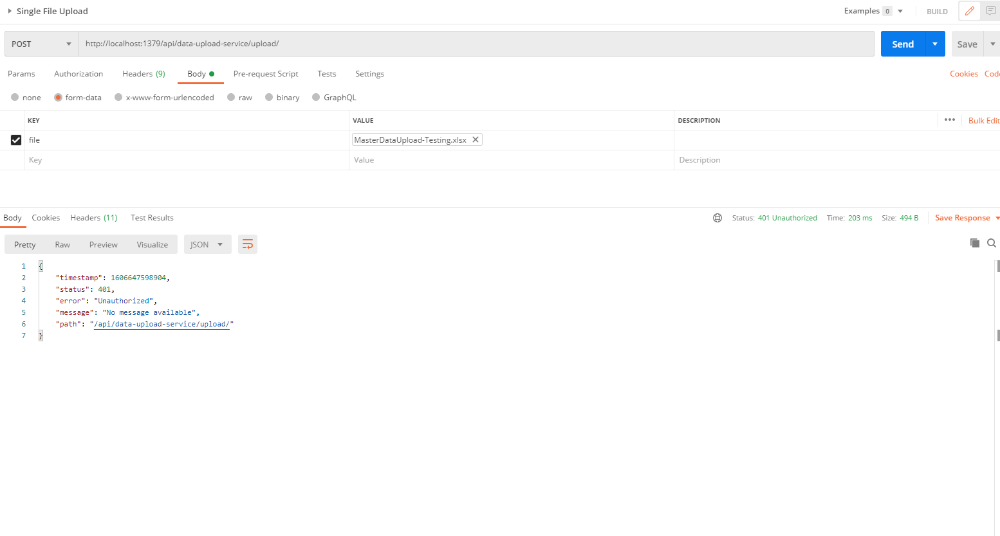 Single File Upload Examples 0 BUILD
POST http://localhost:1379/api/data-upload-service/upload/ Send Save
Params Authorization Headers (9) Body Pre-request Script Tests Settings Cookies Code
none form-data x-www-form-urlencoded raw binary GraphQL
KEY VALUE DESCRIPTION ••• Bulk Edit
file MasterDataUpload-Testing.xlsx
Key Value Description
Body Cookies Headers (11) Test Results Status: 401 Unauthorized Time: 203 ms Size: 494 B Save Response
Pretty Raw Preview Visualize JSON
1 {
2 "timestamp": 1606647598904,
3 "status": 401,
4 "error": "Unauthorized",
5 "message": "No message available",
6 "path": "/api/data-upload-service/upload/"
7 }